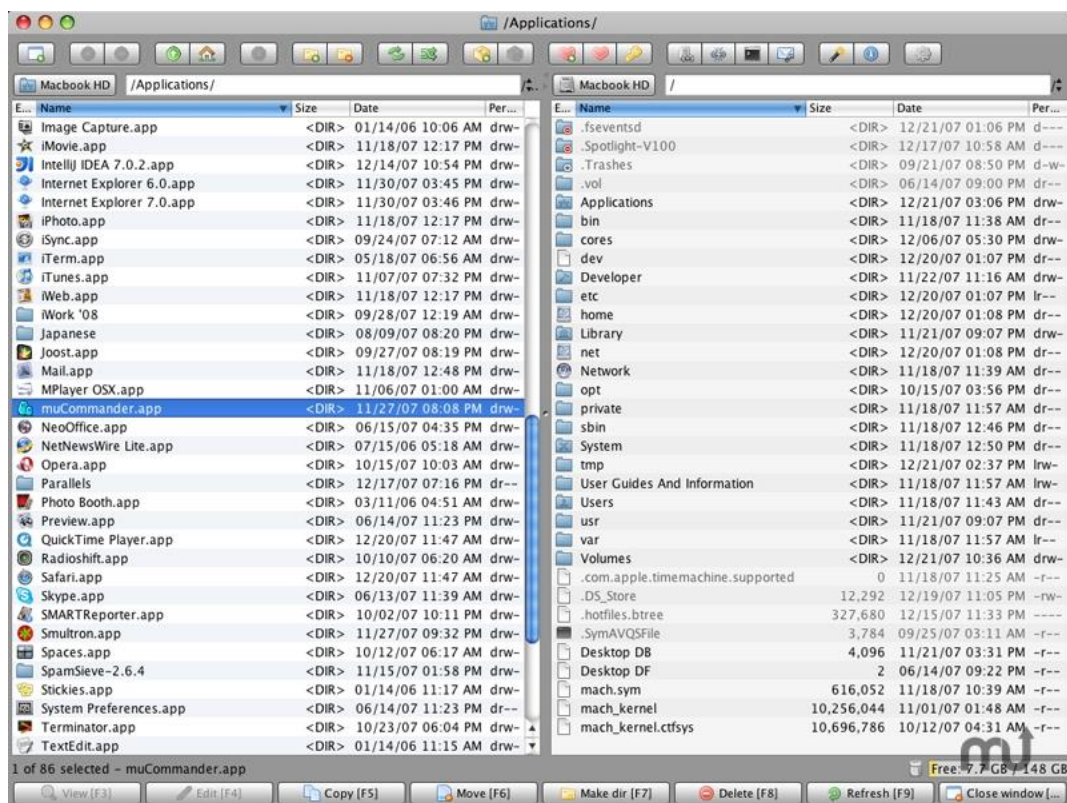 /Applications/
Macbook HD /Applications/
E... Name Size Date Per...
Image Capture.app <DIR> 01/14/06 10:06 AM drw-
iMovie.app <DIR> 11/18/07 12:17 PM drw-
IntelliJ IDEA 7.0.2.app <DIR> 12/14/07 10:54 PM drw-
Internet Explorer 6.0.app <DIR> 11/30/07 03:45 PM drw-
Internet Explorer 7.0.app <DIR> 11/30/07 03:46 PM drw-
iPhoto.app <DIR> 11/18/07 12:17 PM drw-
iSync.app <DIR> 09/24/07 07:12 AM drw-
iTerm.app <DIR> 05/18/07 06:56 AM drw-
iTunes.app <DIR> 11/07/07 07:32 PM drw-
iWeb.app <DIR> 11/18/07 12:17 PM drw-
iWork '08 <DIR> 09/28/07 12:19 AM drw-
Japanese <DIR> 08/09/07 08:20 PM drw-
Joost.app <DIR> 09/27/07 08:19 PM drw-
Mail.app <DIR> 11/18/07 12:48 PM drw-
MPlayer OSX.app <DIR> 11/06/07 01:00 AM drw-
muCommander.app <DIR> 11/27/07 08:08 PM drw-
NeoOffice.app <DIR> 06/15/07 04:35 PM drw-
NetNewsWire Lite.app <DIR> 07/15/06 05:18 AM drw-
Opera.app <DIR> 10/15/07 10:03 AM drw-
Parallels <DIR> 12/17/07 07:16 PM dr--
Photo Booth.app <DIR> 03/11/06 04:51 AM drw-
Preview.app <DIR> 06/14/07 11:23 PM drw-
QuickTime Player.app <DIR> 12/20/07 11:47 AM drw-
Radioshift.app <DIR> 10/10/07 06:20 AM drw-
Safari.app <DIR> 12/20/07 11:47 AM drw-
Skype.app <DIR> 06/13/07 11:39 AM drw-
SMARTReporter.app <DIR> 10/02/07 10:11 PM drw-
Smultron.app <DIR> 11/27/07 09:32 PM drw-
Spaces.app <DIR> 10/12/07 06:17 AM drw-
SpamSieve-2.6.4 <DIR> 11/15/07 01:58 PM drw-
Stickies.app <DIR> 01/14/06 11:17 AM drw-
System Preferences.app <DIR> 06/14/07 11:23 PM dr--
Terminator.app <DIR> 10/23/07 06:04 PM drw-
TextEdit.app <DIR> 01/14/06 11:15 AM drw-
Macbook HD /
E... Name Size Date Per...
.fseventsd <DIR> 12/21/07 01:06 PM d---
.Spotlight-V100 <DIR> 12/17/07 10:58 AM d---
.Trashes <DIR> 09/21/07 08:50 PM d-w-
.vol <DIR> 06/14/07 09:00 PM dr--
Applications <DIR> 12/21/07 03:06 PM drw-
bin <DIR> 11/18/07 11:38 AM dr--
cores <DIR> 12/06/07 05:30 PM drw-
dev <DIR> 12/20/07 01:07 PM dr--
Developer <DIR> 11/22/07 11:16 AM drw-
etc <DIR> 12/20/07 01:07 PM lr--
home <DIR> 12/20/07 01:08 PM dr--
Library <DIR> 11/21/07 09:07 PM drw-
net <DIR> 12/20/07 01:08 PM dr--
Network <DIR> 11/18/07 11:39 AM dr--
opt <DIR> 10/15/07 03:56 PM dr--
private <DIR> 11/18/07 11:57 AM dr--
sbin <DIR> 11/18/07 12:46 PM dr--
System <DIR> 11/18/07 12:50 PM dr--
tmp <DIR> 12/21/07 02:37 PM lrw-
User Guides And Information <DIR> 11/18/07 11:57 AM lrw-
Users <DIR> 11/18/07 11:43 AM dr--
usr <DIR> 11/21/07 09:07 PM dr--
var <DIR> 11/18/07 11:57 AM lr--
Volumes <DIR> 12/21/07 10:36 AM drw-
.com.apple.timemachine.supported 0 11/18/07 11:25 AM -r--
.DS_Store 12,292 12/19/07 11:05 PM -rw-
.hotfiles.btree 327,680 12/15/07 11:33 PM ----
.SymAVQSFile 3,784 09/25/07 03:11 AM -r--
Desktop DB 4,096 11/21/07 03:31 PM -r--
Desktop DF 2 06/14/07 09:22 PM -r--
mach.sym 616,052 11/18/07 10:39 AM -r--
mach_kernel 10,256,044 11/01/07 01:48 AM -r--
mach_kernel.ctfsys 10,696,786 10/12/07 04:31 AM -r--
1 of 86 selected - muCommander.app
Free: 7.7 GB / 148 GB
View [F3] Edit [F4] Copy [F5] Move [F6] Make dir [F7] Delete [F8] Refresh [F9] Close window [...